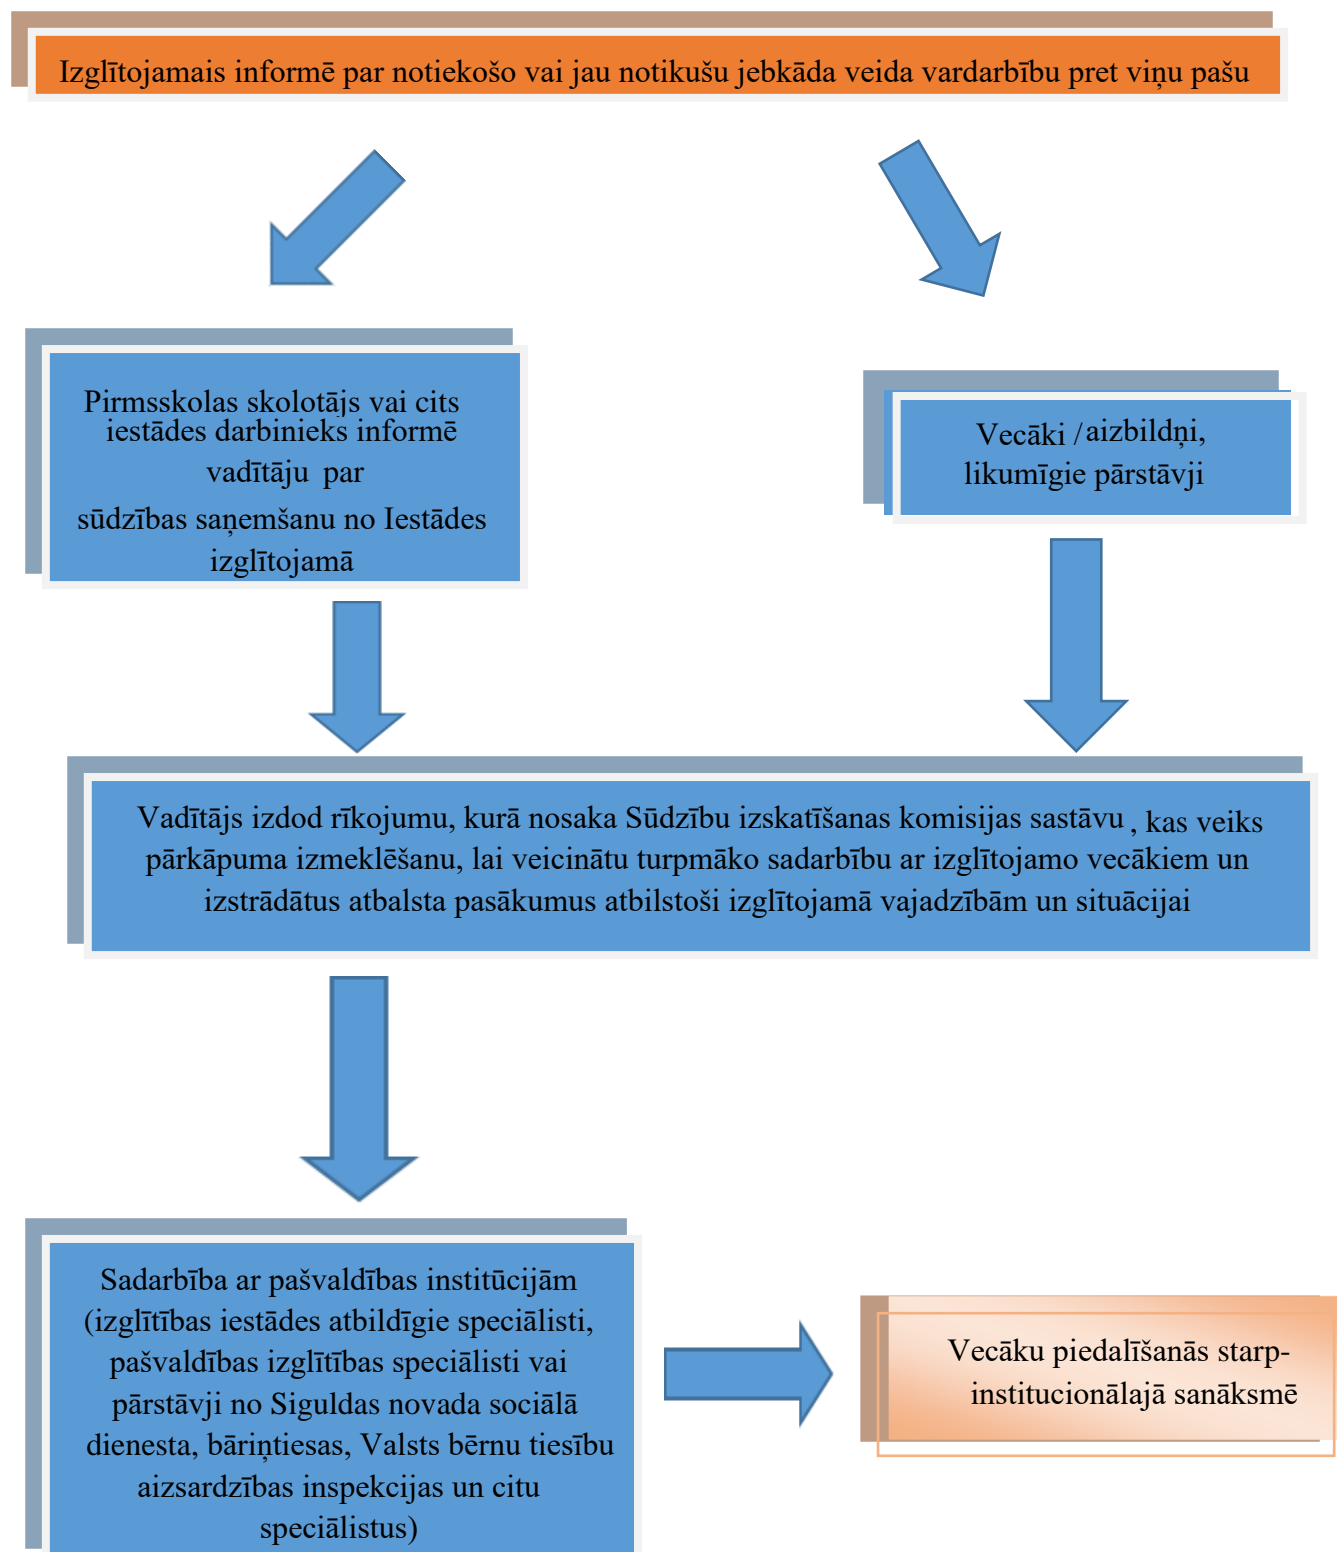 Izglītojamais informē par notiekošo vai jau notikušu jebkāda veida vardarbību pret viņu pašu
Pirmsskolas skolotājs vai cits
iestādes darbinieks informē
vadītāju par
sūdzības saņemšanu no Iestādes
izglītojamā
Vecāki / aizbildņi,
likumīgie pārstāvji
Vadītājs izdod rīkojumu, kurā nosaka Sūdzību izskatīšanas komisijas sastāvu , kas veiks
pārkāpuma izmeklēšanu, lai veicinātu turpmāko sadarbību ar izglītojamo vecākiem un
izstrādātus atbalsta pasākumus atbilstoši izglītojamā vajadzībām un situācijai
Sadarbība ar pašvaldības institūcijām
(izglītības iestādes atbildīgie speciālisti,
pašvaldības izglītības speciālisti vai
pārstāvji no Siguldas novada sociālā
dienesta, bāriņtiesas, Valsts bērnu tiesību
aizsardzības inspekcijas un citu
speciālistus)
Vecāku piedalīšanās starp-
institucionālajā sanāksmē